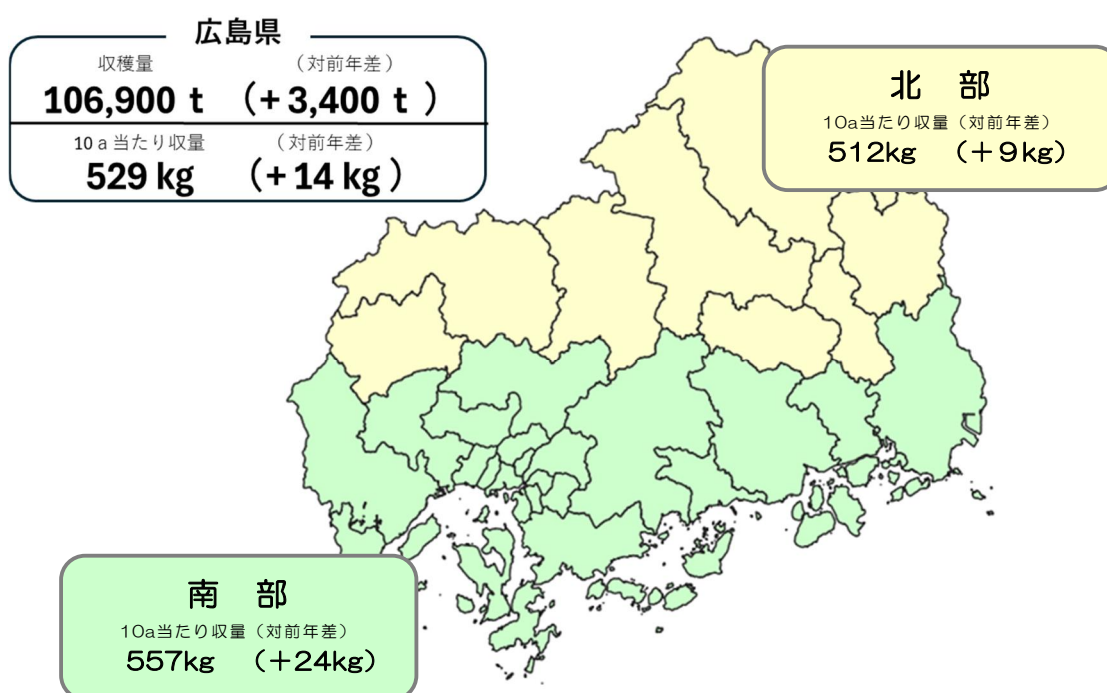 広島県
収穫量 (対前年差)
106,900 t (+3,400 t)
10a当たり収量 (対前年差)
529 kg (+14 kg)
北 部
10a当たり収量(対前年差)
512kg (+9kg)
南 部
10a当たり収量(対前年差)
557kg (+24kg)